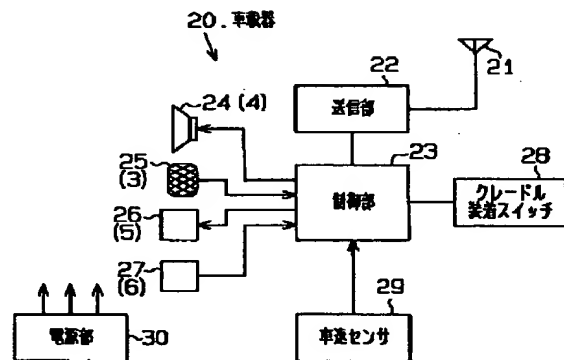 20. 車載器
21
22
送信部
24 (4)
23
制御部
25
(3)
28
クレードル
装着スイッチ
26
(5)
27
(6)
29
車速センサ
電源部
30